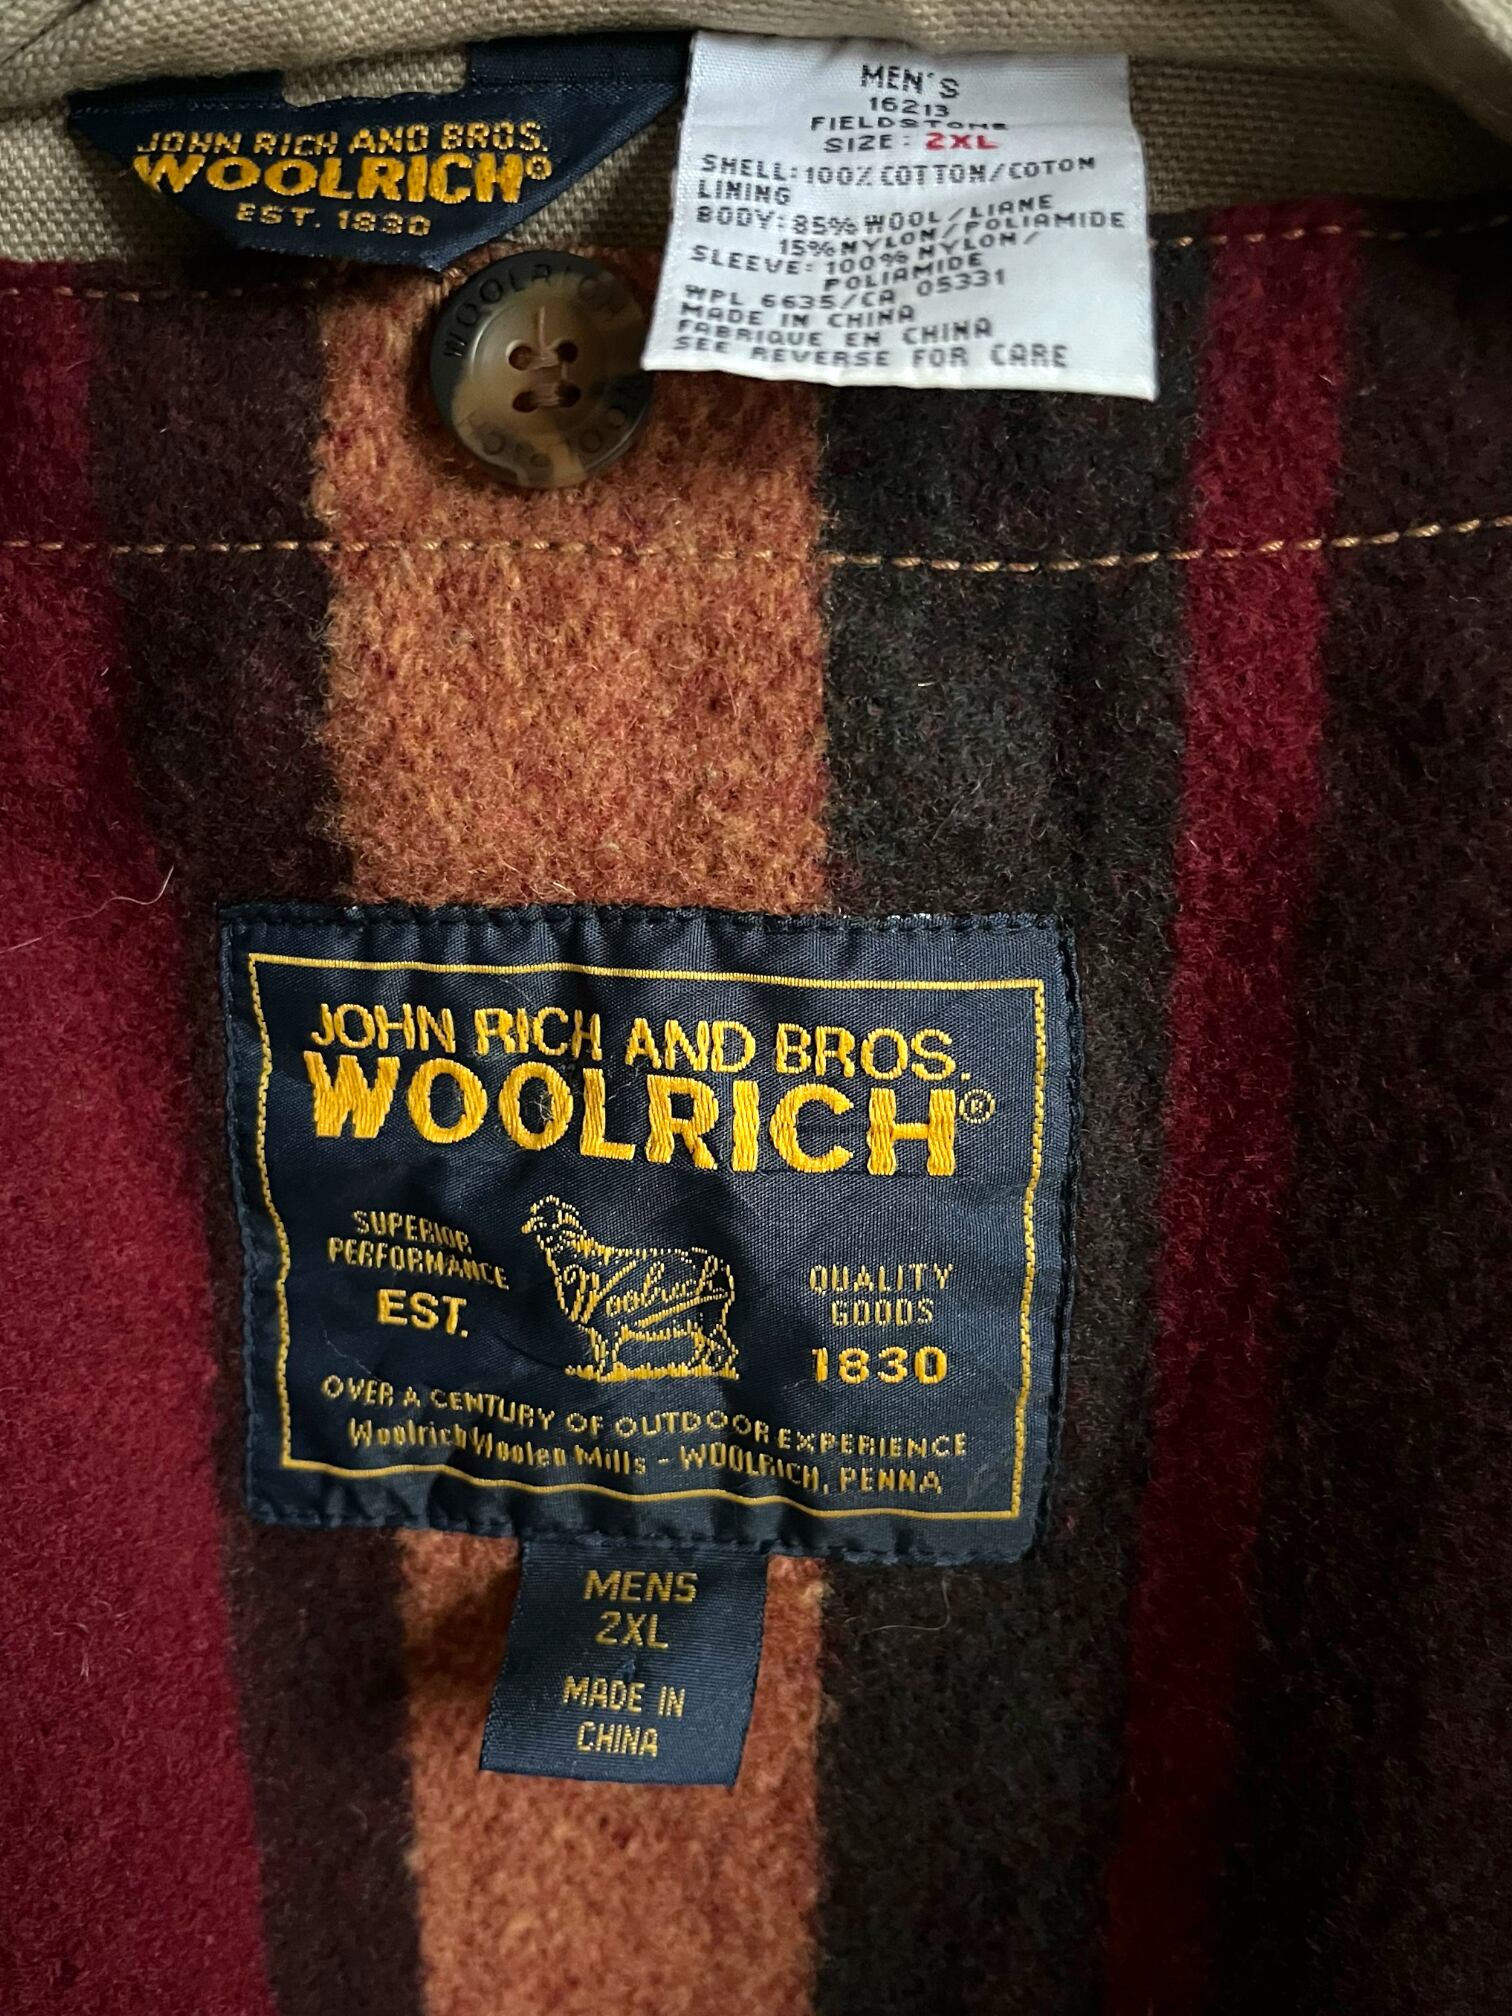 JOHN RICH AND BROS.
WOOLRICH®
EST. 1830
MEN'S
16213
FIELDSTONE
SIZE: 2XL
SHELL: 100% COTTON/COTON
LINING
BODY: 85% WOOL/LIANE
15% NYLON/POLIAMIDE
SLEEVE: 100% NYLON/
POLIAMIDE
WPL 6635/CA 05331
MADE IN CHINA
FABRIQUE EN CHINA
SEE REVERSE FOR CARE
WOOLRICH
JOHN RICH AND BROS.
WOOLRICH®
SUPERIOR
PERFORMANCE
EST.
Woolrich
QUALITY
GOODS
1830
OVER A CENTURY OF OUTDOOR EXPERIENCE
Woolrich Woolen Mills - WOOLRICH, PENNA
MENS
2XL
MADE IN
CHINA